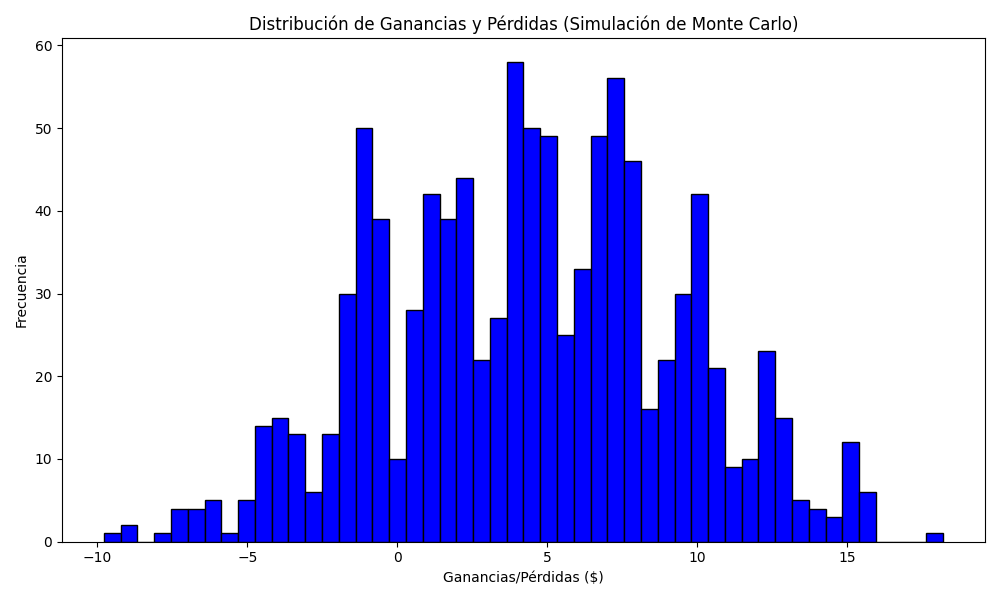 Distribución de Ganancias y Pérdidas (Simulación de Monte Carlo)
60
50
40
30
20
10
0
Frecuencia
−10 −5 0 5 10 15
Ganancias/Pérdidas ($)